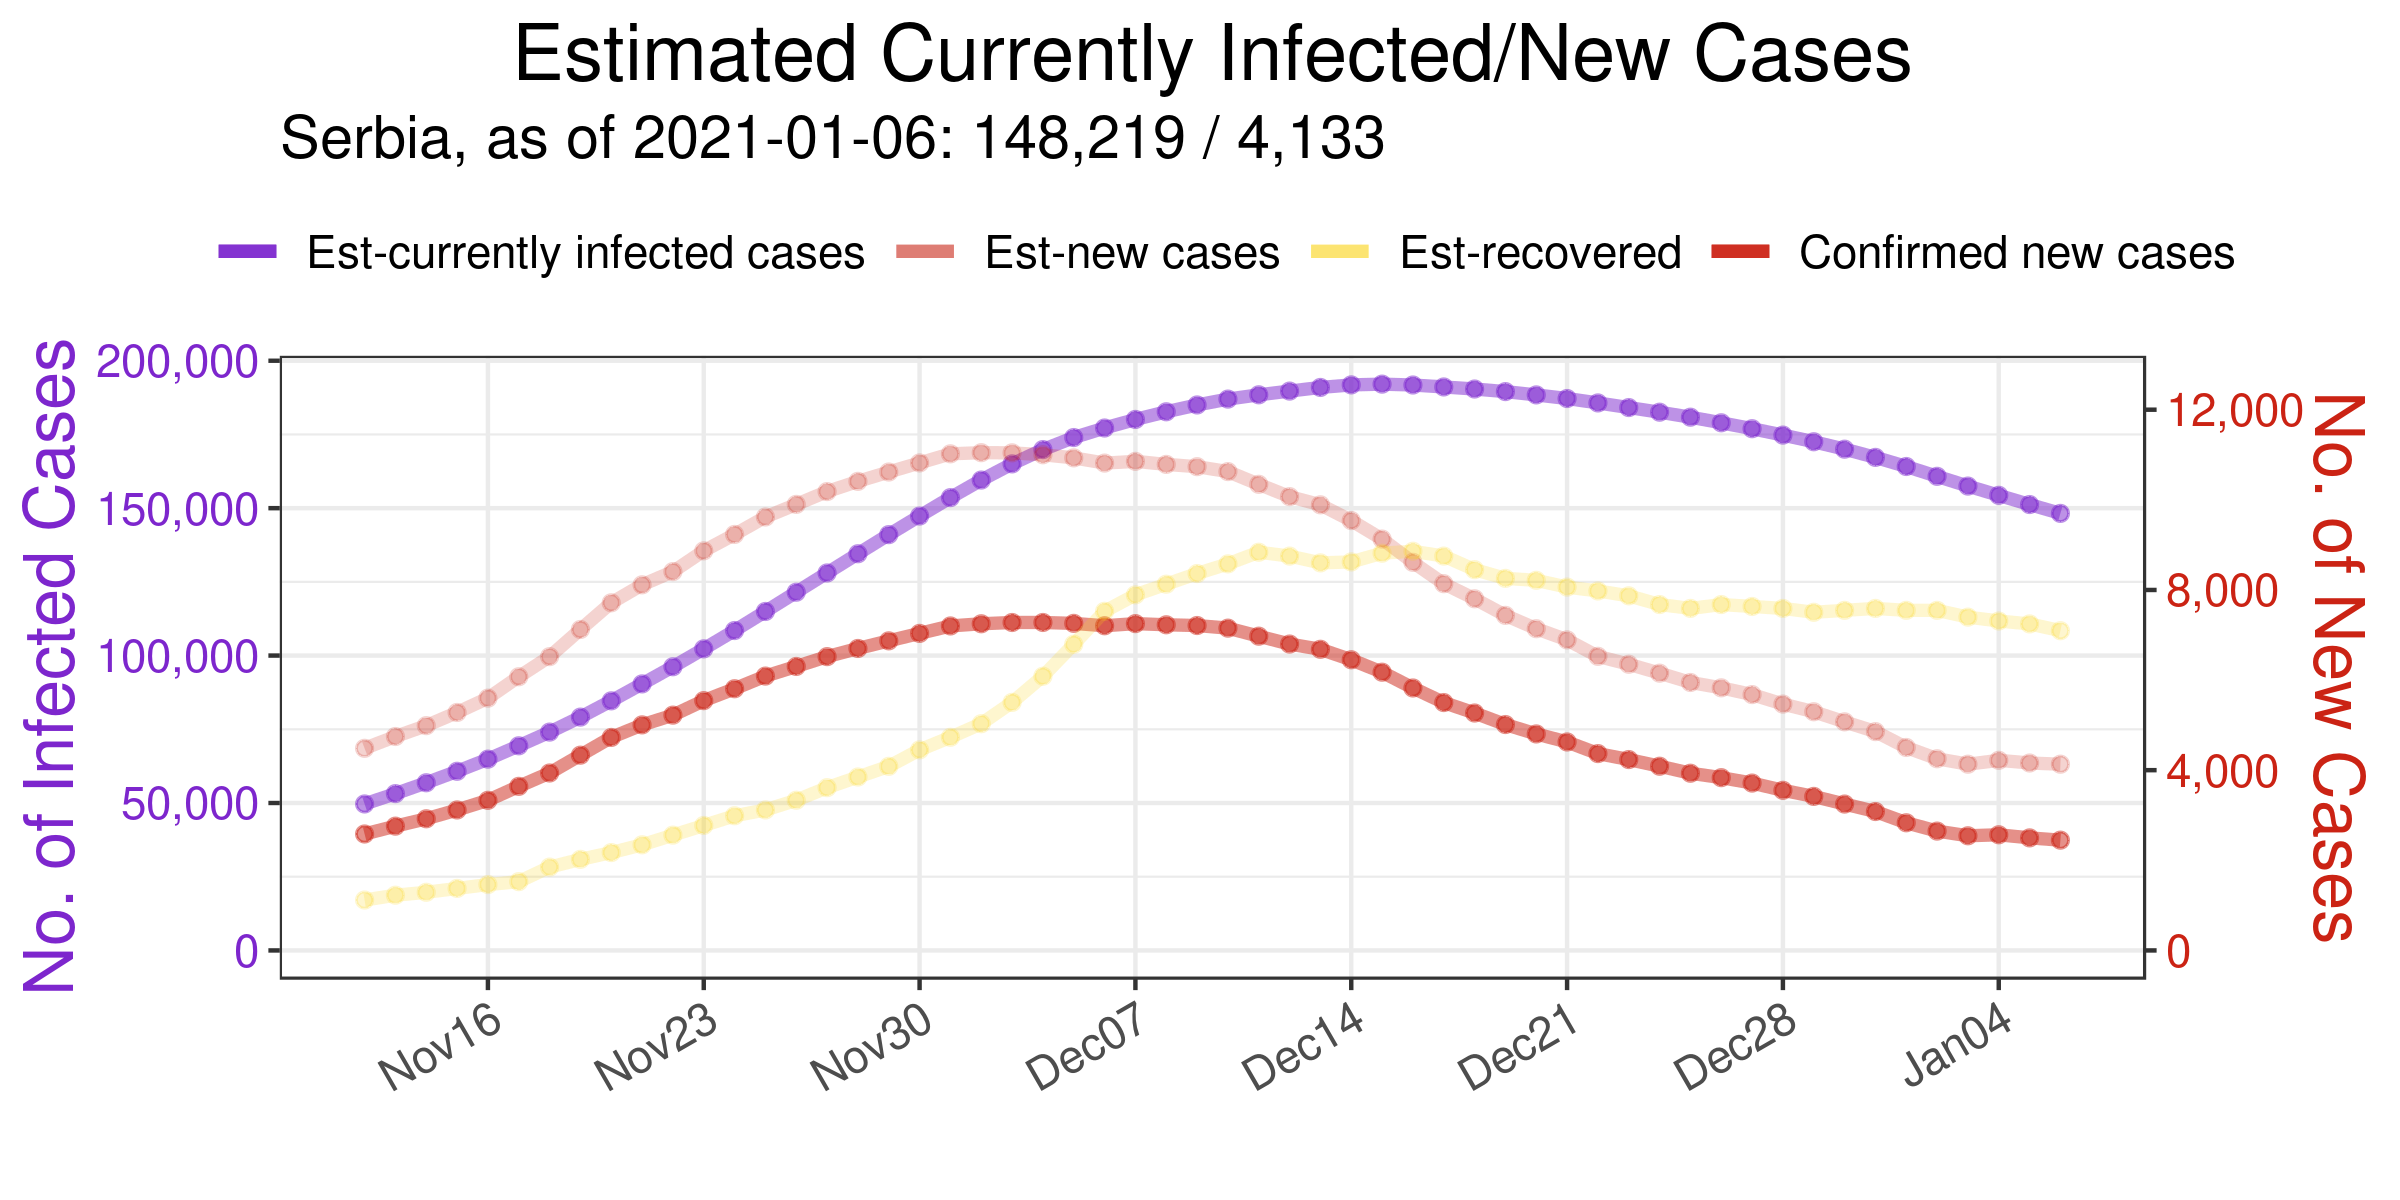 Estimated Currently Infected/New Cases
Serbia, as of 2021-01-06: 148,219 / 4,133
Est-currently infected cases Est-new cases Est-recovered Confirmed new cases
No. of Infected Cases
200,000
150,000
100,000
50,000
0
12,000
8,000
4,000
0
No. of New Cases
Nov16 Nov23 Nov30 Dec07 Dec14 Dec21 Dec28 Jan04